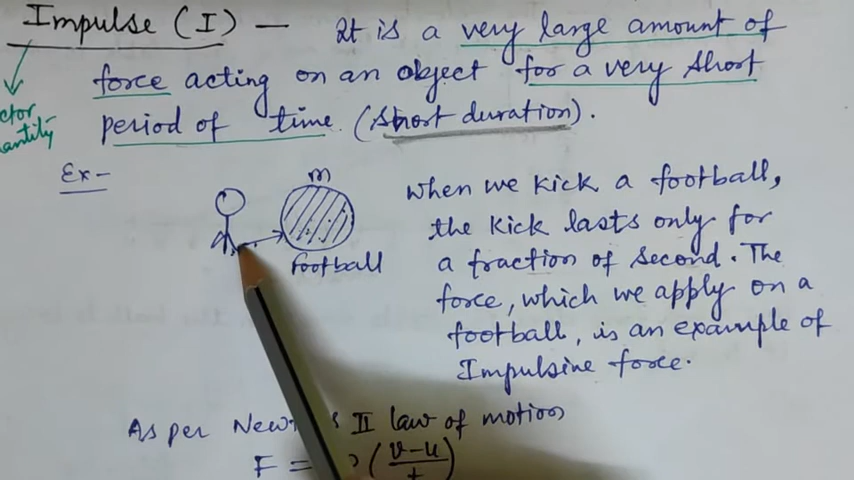 Impulse (I) — It is a very large amount of
force acting on an object for a very short
period of time (short duration).
Ex-
m
football
When we kick a football,
the kick lasts only for
a fraction of second. The
force, which we apply on a
football, is an example of
Impulsine force.
As per II law of motion
F = (v-u